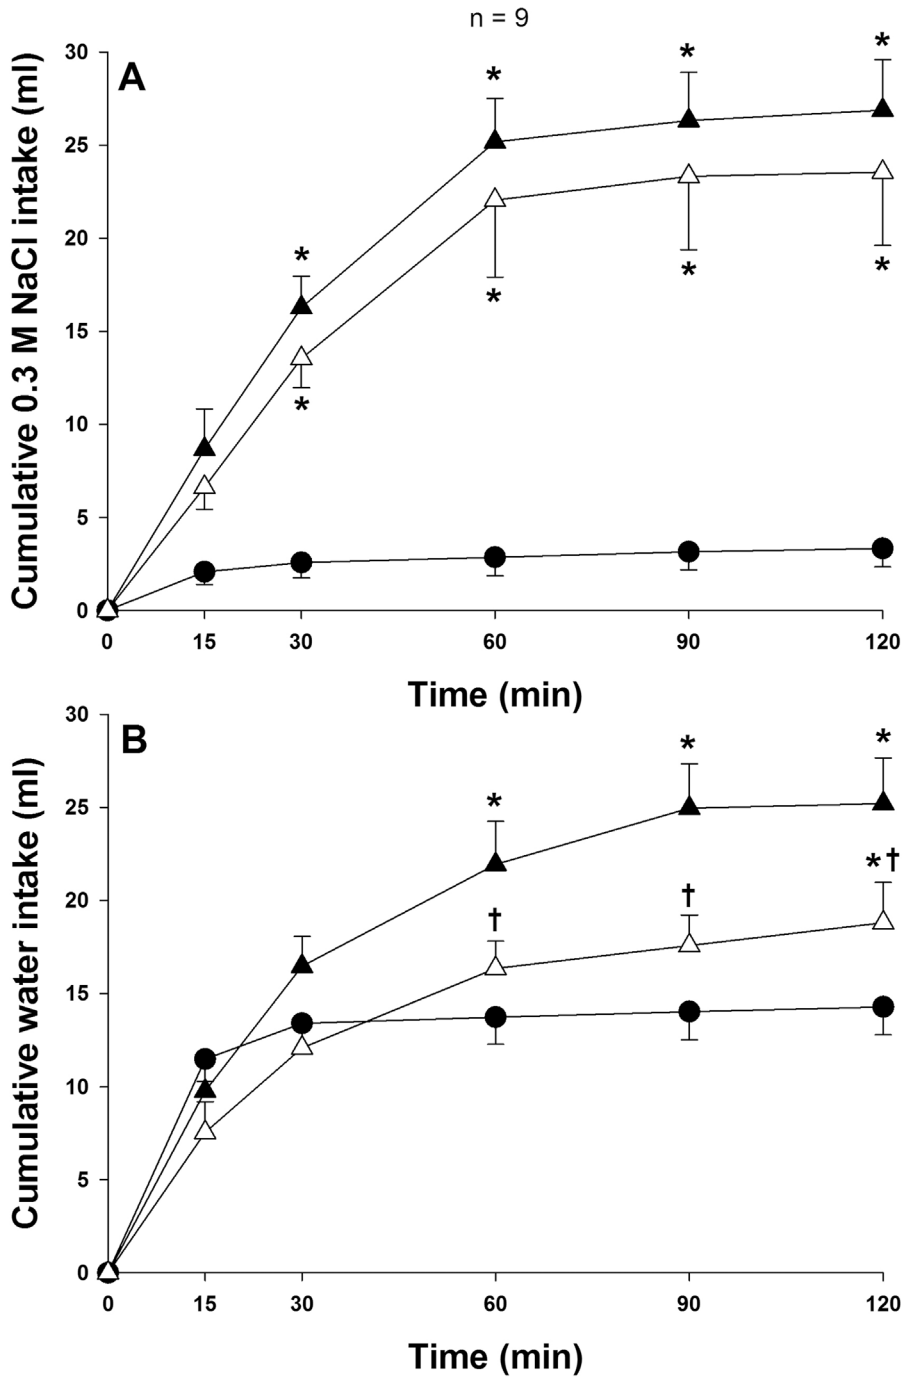 n = 9
A
Cumulative 0.3 M NaCl intake (ml)
30
25
20
15
10
5
0
* * *
*
* * *
*
0 15 30 60 90 120
Time (min)
B
Cumulative water intake (ml)
30
25
20
15
10
5
0
* * *
† † *†
0 15 30 60 90 120
Time (min)